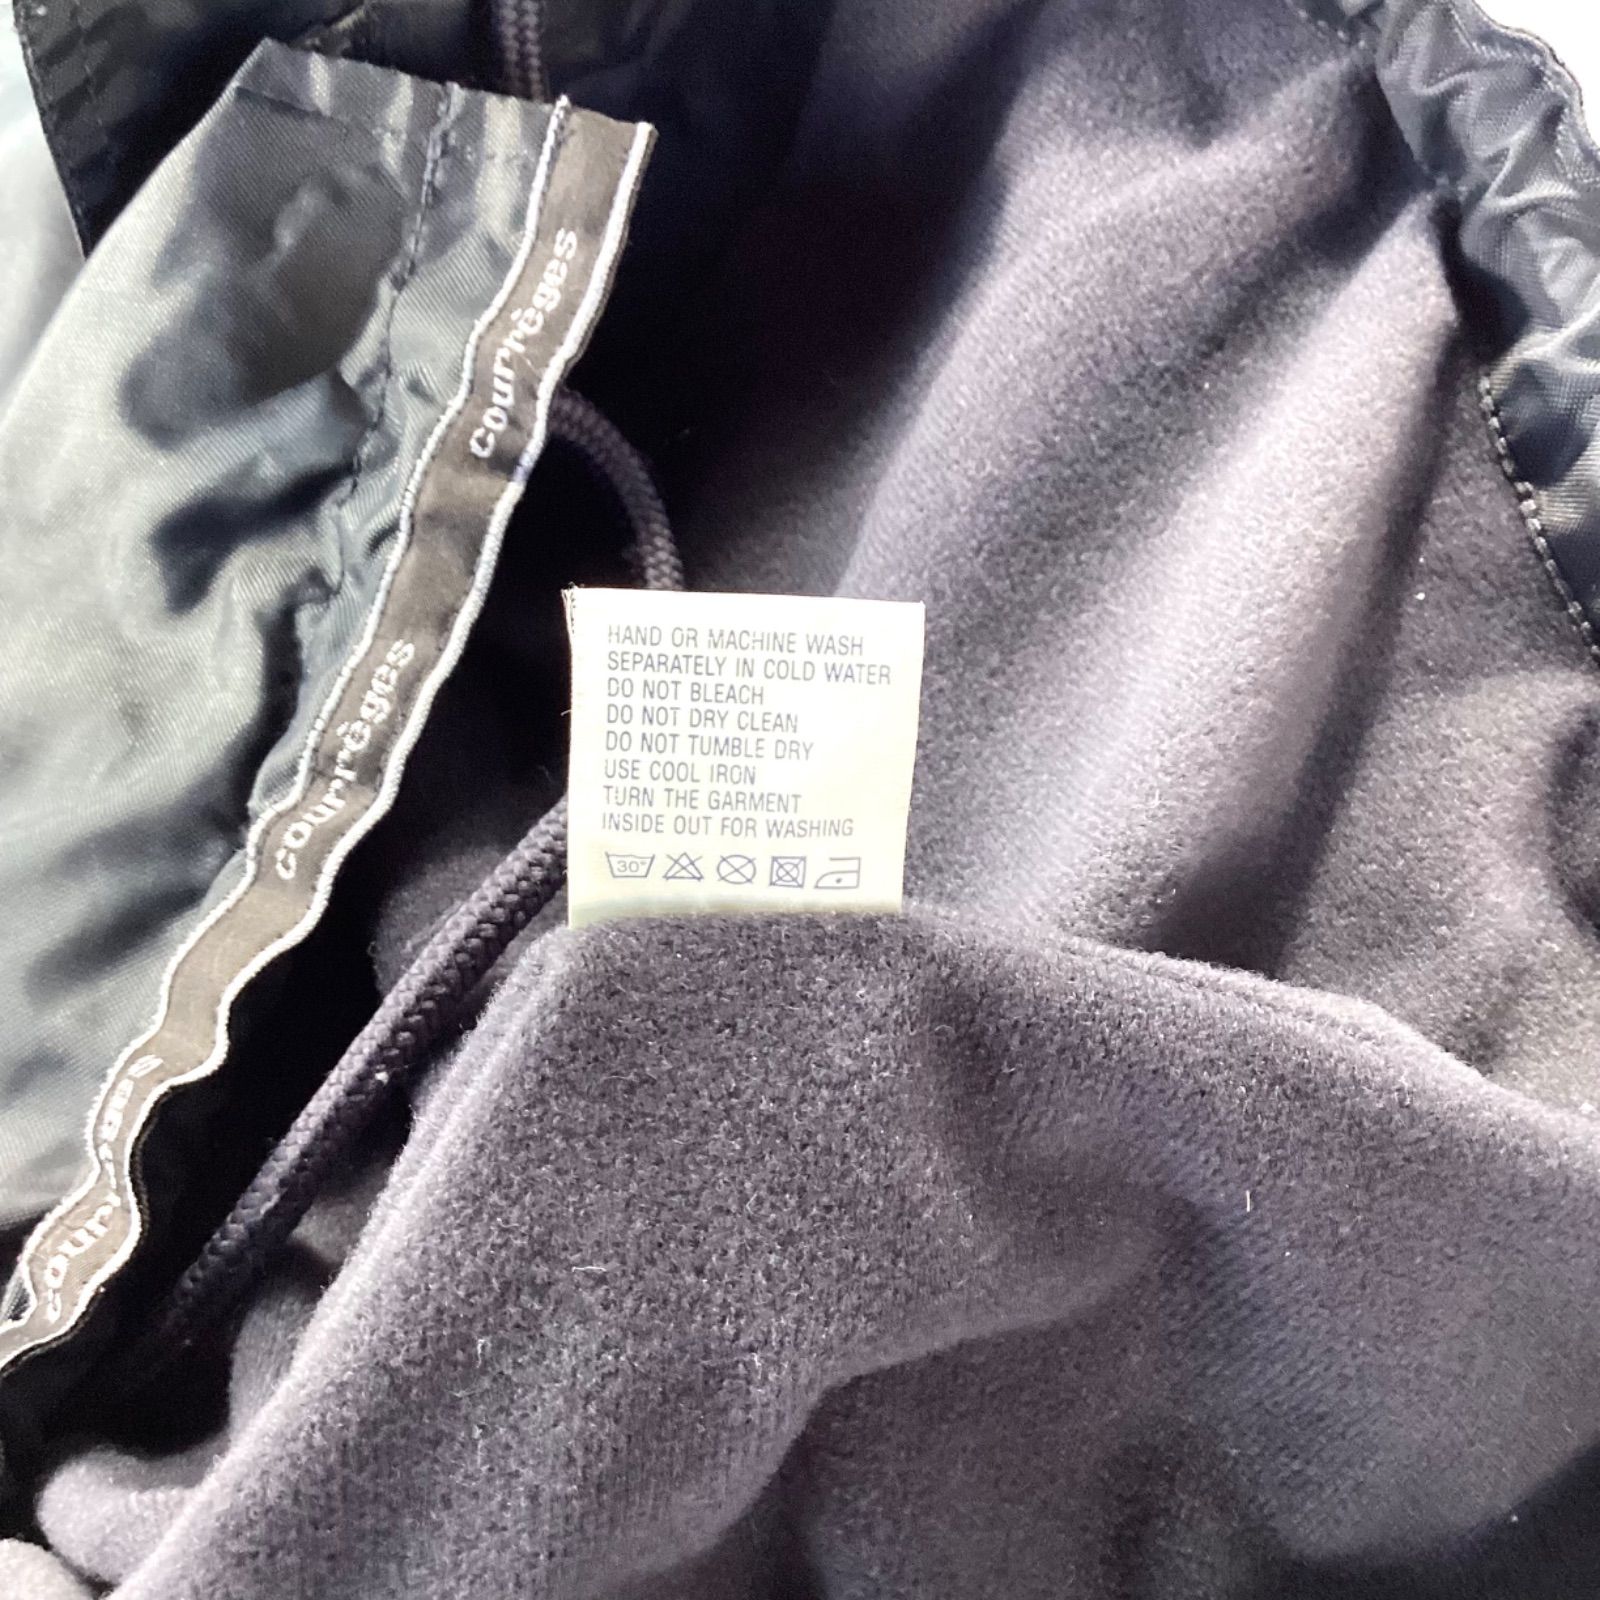 courrèges
courrèges
courrèges
HAND OR MACHINE WASH
SEPARATELY IN COLD WATER
DO NOT BLEACH
DO NOT DRY CLEAN
DO NOT TUMBLE DRY
USE COOL IRON
TURN THE GARMENT
INSIDE OUT FOR WASHING
30°